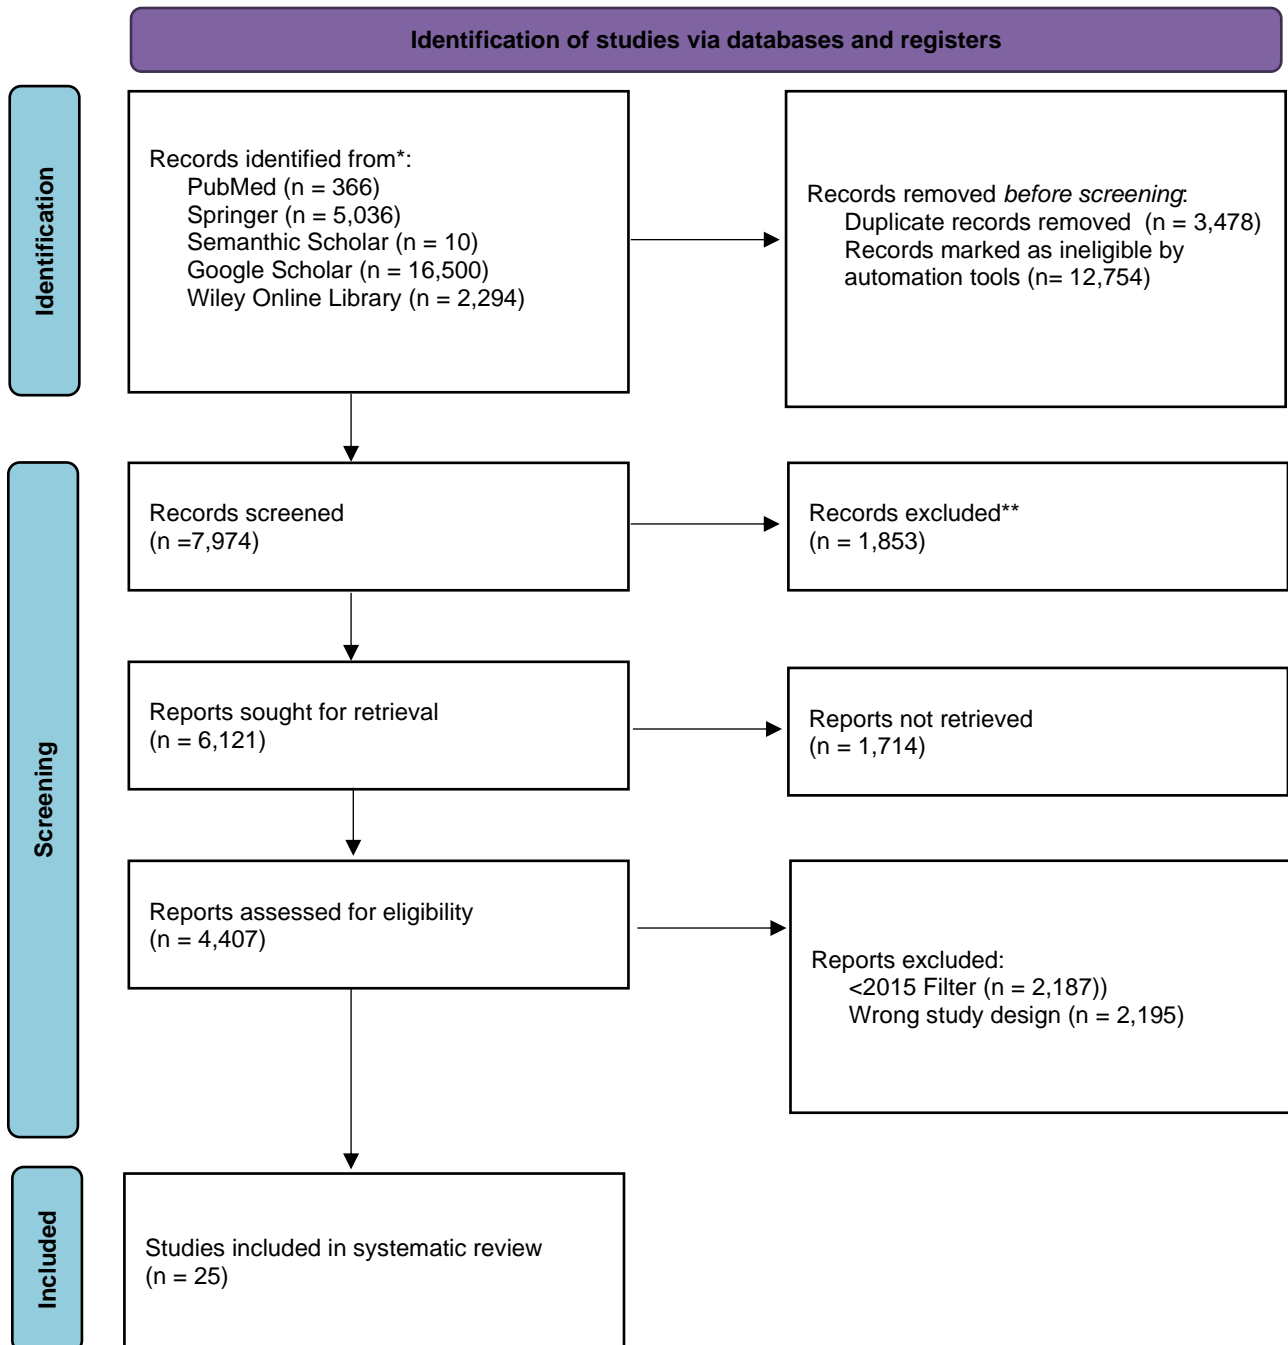 Identification of studies via databases and registers
Identification
Records identified from*:
PubMed (n = 366)
Springer (n = 5,036)
Semanthic Scholar (n = 10)
Google Scholar (n = 16,500)
Wiley Online Library (n = 2,294)
Records removed before screening:
Duplicate records removed  (n = 3,478)
Records marked as ineligible by
automation tools (n= 12,754)
Screening
Records screened
(n =7,974)
Records excluded**
(n = 1,853)
Reports sought for retrieval
(n = 6,121)
Reports not retrieved
(n = 1,714)
Reports assessed for eligibility
(n = 4,407)
Reports excluded:
<2015 Filter (n = 2,187))
Wrong study design (n = 2,195)
Included
Studies included in systematic review
(n = 25)